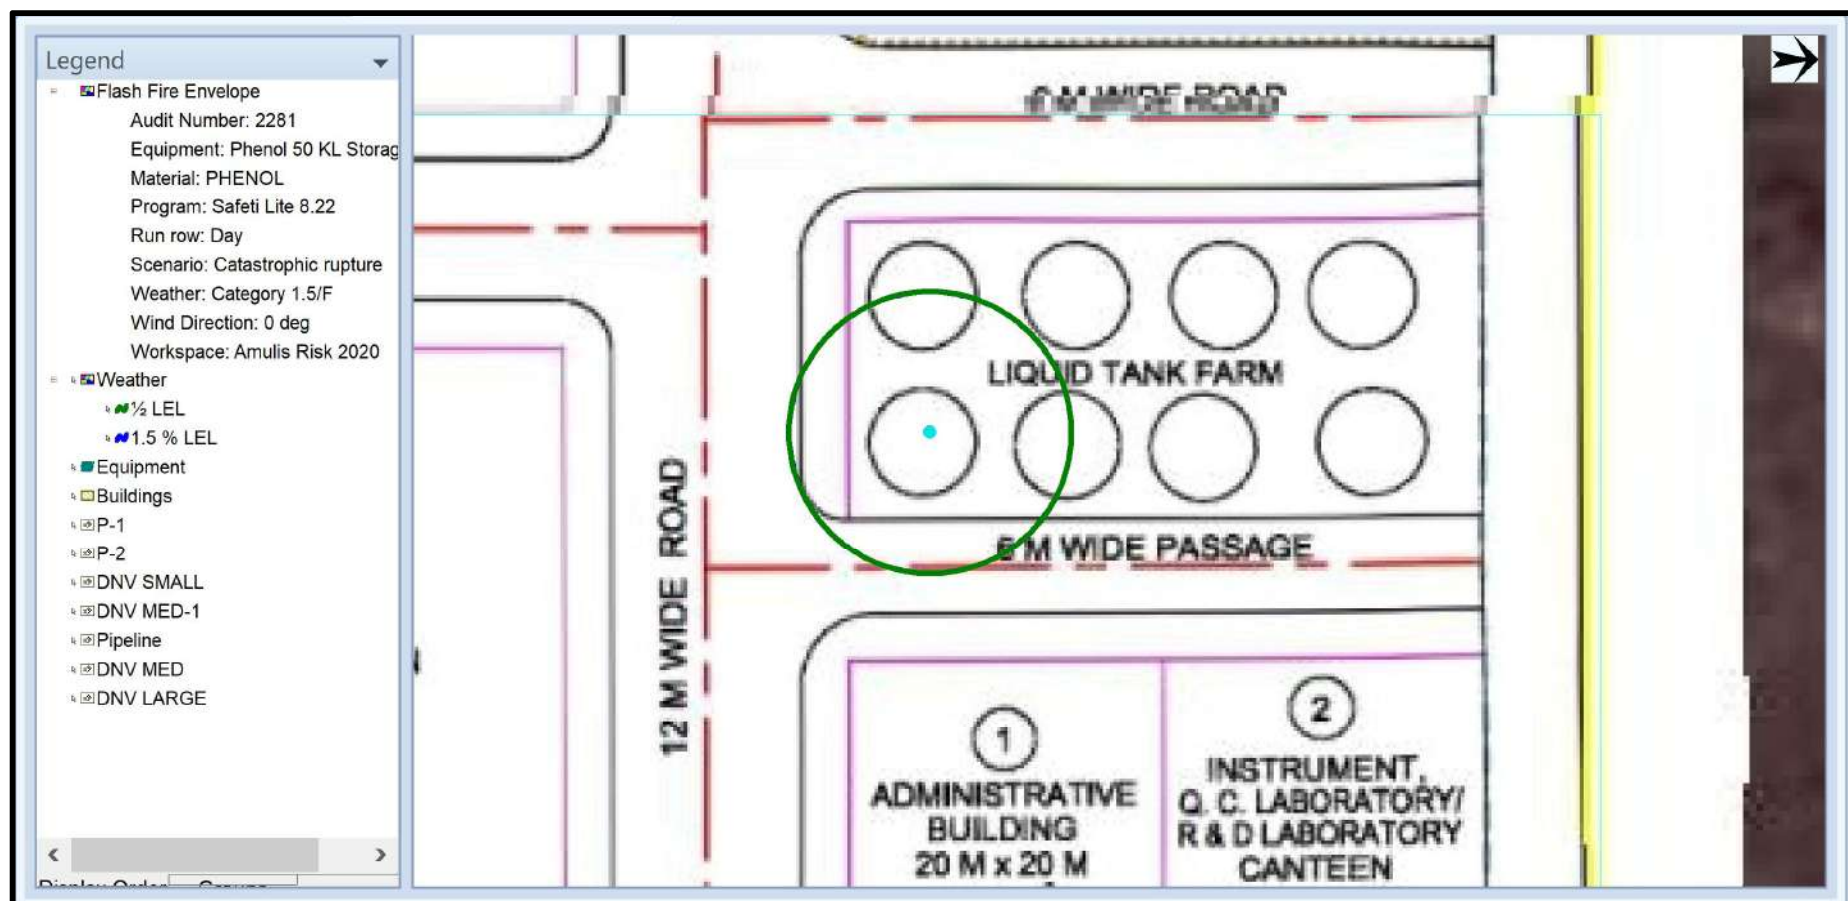 Legend
Flash Fire Envelope
Audit Number: 2281
Equipment: Phenol 50 KL Storag
Material: PHENOL
Program: Safeti Lite 8.22
Run row: Day
Scenario: Catastrophic rupture
Weather: Category 1.5/F
Wind Direction: 0 deg
Workspace: Amulis Risk 2020
Weather
½ LEL
1.5 % LEL
Equipment
Buildings
P-1
P-2
DNV SMALL
DNV MED-1
Pipeline
DNV MED
DNV LARGE
Display Order
M WIDE ROAD
LIQUID TANK FARM
6 M WIDE PASSAGE
12 M WIDE ROAD
1
ADMINISTRATIVE
BUILDING
20 M x 20 M
2
INSTRUMENT,
Q. C. LABORATORY/
R & D LABORATORY
CANTEEN